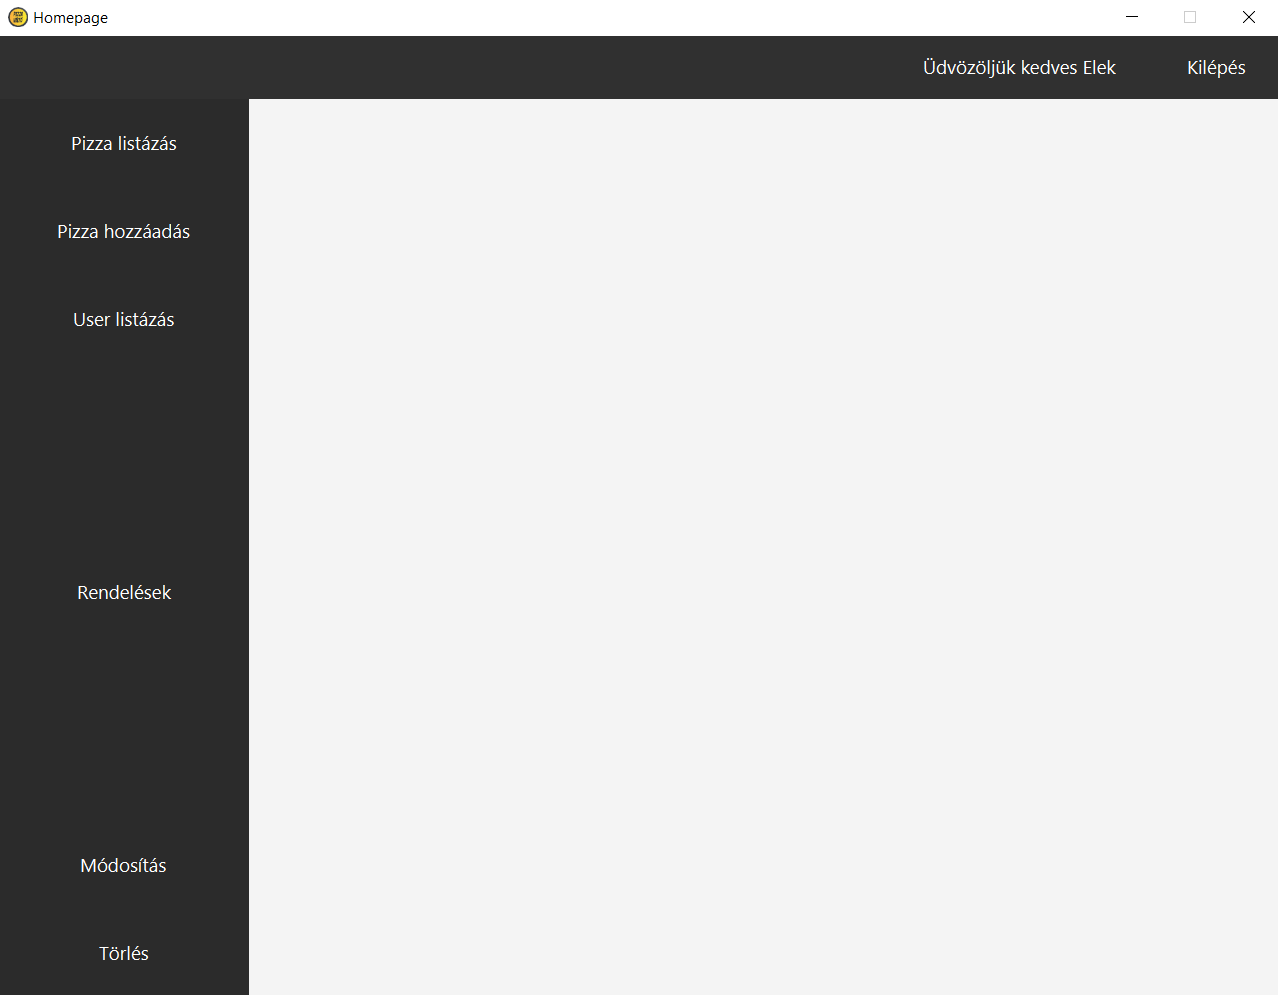 Homepage
Üdvözöljük kedves Elek
Kilépés
Pizza listázás
Pizza hozzáadás
User listázás
Rendelések
Módosítás
Törlés